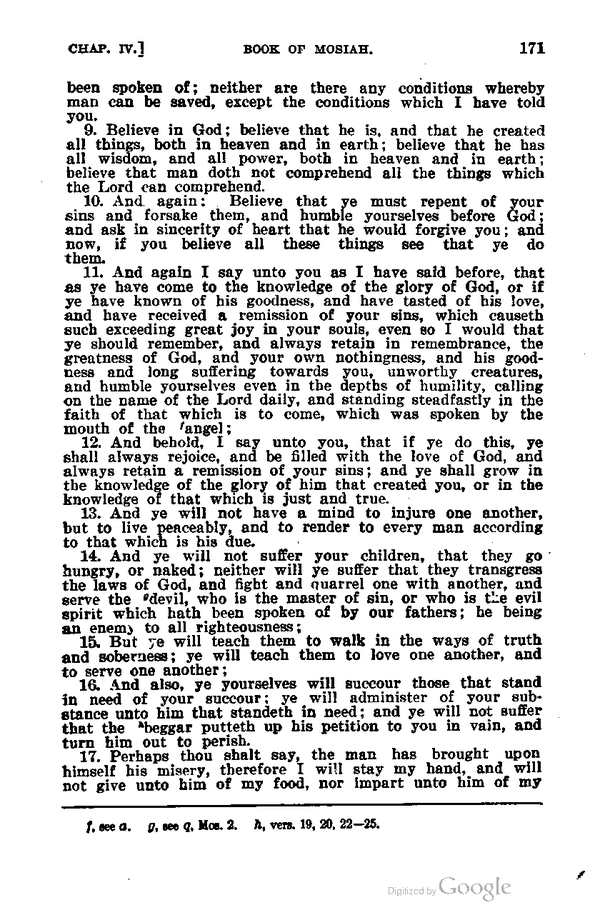 CHAP. IV.] BOOK OF MOSIAH. 171
been spoken of; neither are there any conditions whereby
man can be saved, except the conditions which I have told
you.
9. Believe in God; believe that he is, and that he created
all things, both in heaven and in earth; believe that he has
all wisdom, and all power, both in heaven and in earth;
believe that man doth not comprehend all the things which
the Lord can comprehend.
10. And again: Believe that ye must repent of your
sins and forsake them, and humble yourselves before God;
and ask in sincerity of heart that he would forgive you; and
now, if you believe all these things see that ye do
them.
11. And again I say unto you as I have said before, that
as ye have come to the knowledge of the glory of God, or if
ye have known of his goodness, and have tasted of his love,
and have received a remission of your sins, which causeth
such exceeding great joy in your souls, even so I would that
ye should remember, and always retain in remembrance, the
greatness of God, and your own nothingness, and his good-
ness and long suffering towards you, unworthy creatures,
and humble yourselves even in the depths of humility, calling
on the name of the Lord daily, and standing steadfastly in the
faith of that which is to come, which was spoken by the
mouth of the fangel;
12. And behold, I say unto you, that if ye do this, ye
shall always rejoice, and be filled with the love of God, and
always retain a remission of your sins; and ye shall grow in
the knowledge of the glory of him that created you, or in the
knowledge of that which is just and true.
13. And ye will not have a mind to injure one another,
but to live peaceably, and to render to every man according
to that which is his due.
14. And ye will not suffer your children, that they go
hungry, or naked; neither will ye suffer that they transgress
the laws of God, and fight and quarrel one with another, and
serve the gdevil, who is the master of sin, or who is the evil
spirit which hath been spoken of by our fathers; he being
an enemy to all righteousness;
15. But ye will teach them to walk in the ways of truth
and soberness; ye will teach them to love one another, and
to serve one another;
16. And also, ye yourselves will succour those that stand
in need of your succour; ye will administer of your sub-
stance unto him that standeth in need; and ye will not suffer
that the hbeggar putteth up his petition to you in vain, and
turn him out to perish.
17. Perhaps thou shalt say, the man has brought upon
himself his misery, therefore I will stay my hand, and will
not give unto him of my food, nor impart unto him of my
f, see a. g, see q, Mos. 2. h, vers. 19, 20, 22—25.
Digitized by Google